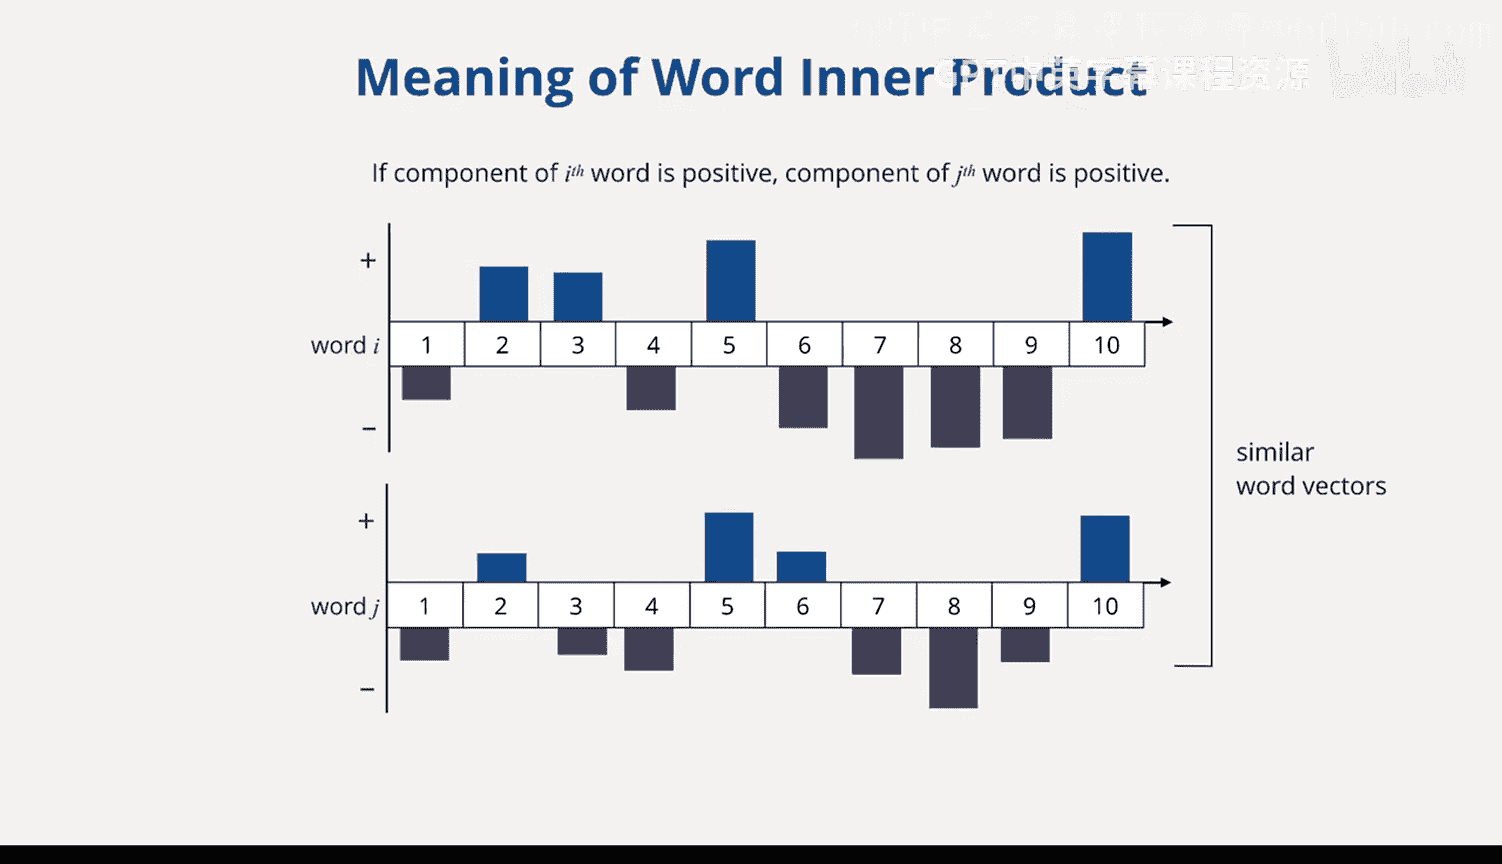 Meaning of Word Inner Product
If component of iᵗʰ word is positive, component of jᵗʰ word is positive.
+
word i 1 2 3 4 5 6 7 8 9 10
−
similar
word vectors
+
word j 1 2 3 4 5 6 7 8 9 10
−